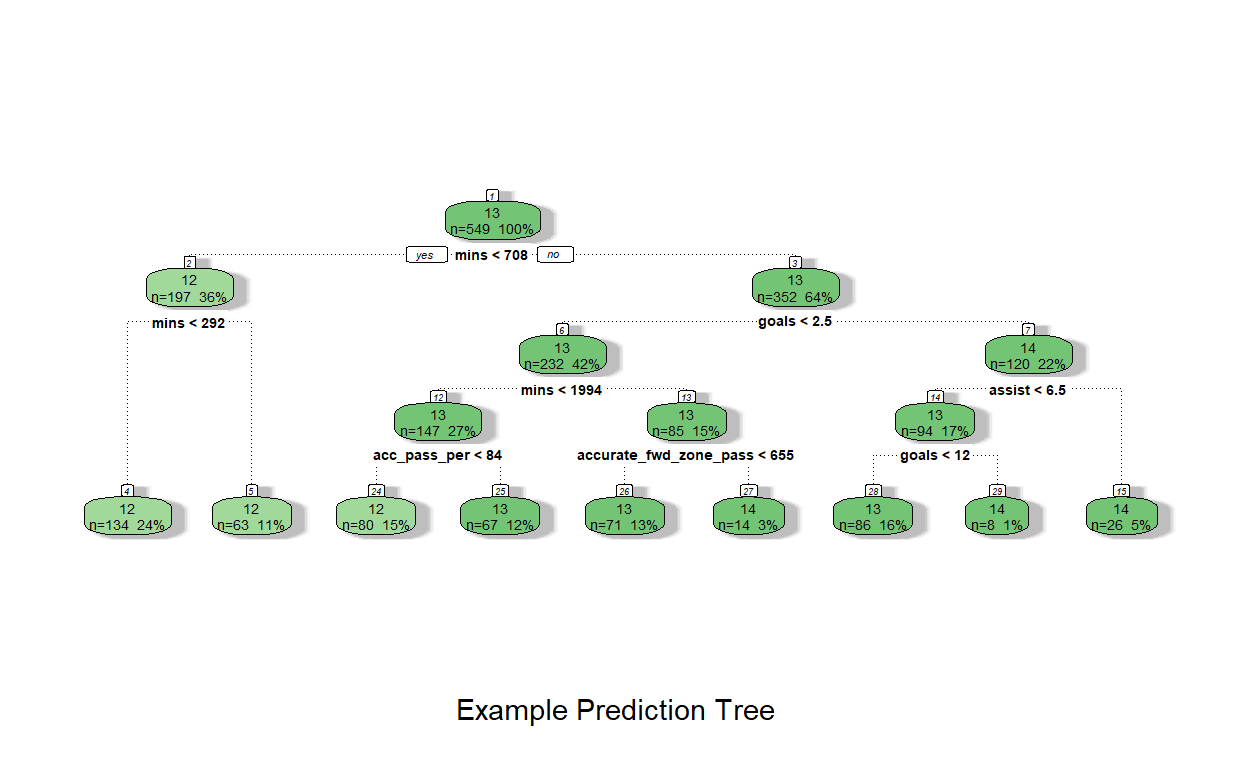 1
13
n=549 100%
yes mins < 708 no
2
12
n=197 36%
3
13
n=352 64%
mins < 292
goals < 2.5
6
13
n=232 42%
7
14
n=120 22%
mins < 1994
assist < 6.5
12
13
n=147 27%
13
13
n=85 15%
14
13
n=94 17%
acc_pass_per < 84
accurate_fwd_zone_pass < 655
goals < 12
4
12
n=134 24%
5
12
n=63 11%
24
12
n=80 15%
25
13
n=67 12%
26
13
n=71 13%
27
14
n=14 3%
28
13
n=86 16%
29
14
n=8 1%
15
14
n=26 5%
Example Prediction Tree